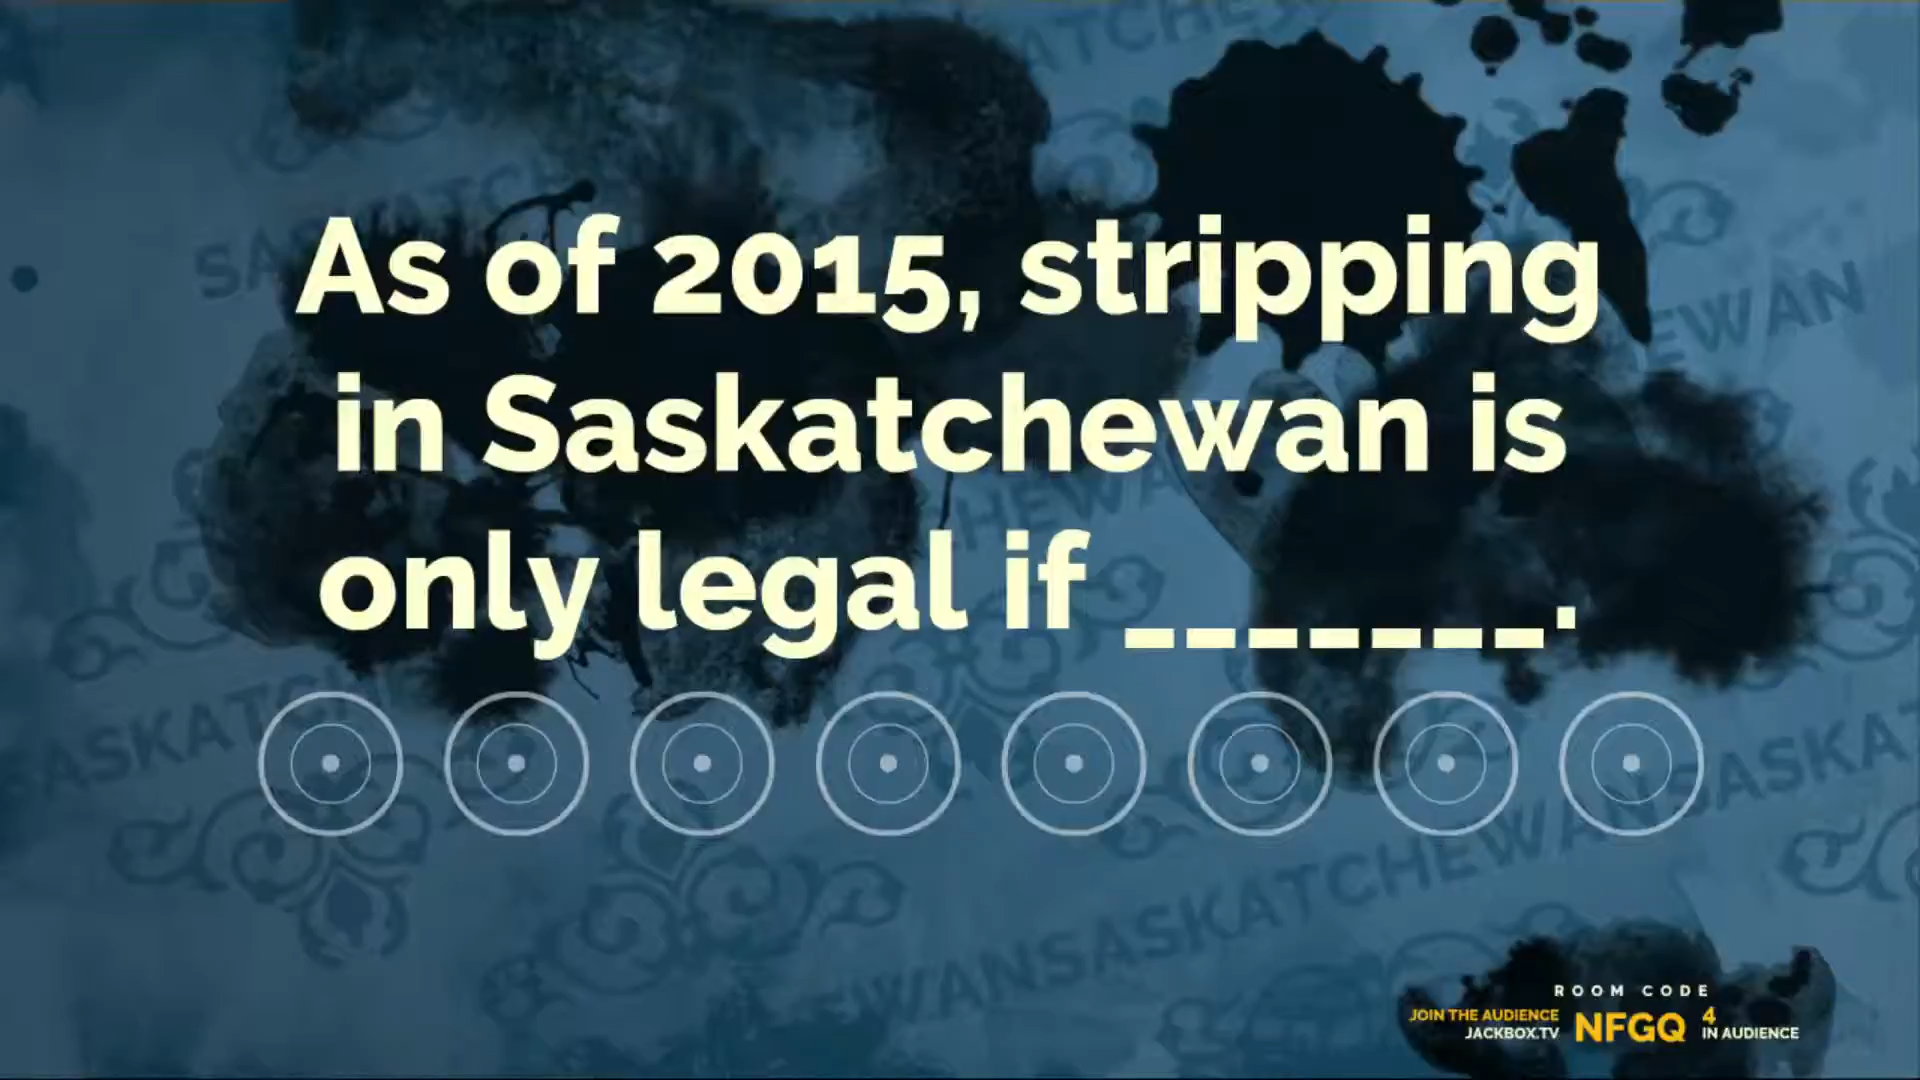 As of 2015, stripping
in Saskatchewan is
only legal if _______.
ROOM CODE
JOIN THE AUDIENCE
JACKBOX.TV
NFGQ
4
IN AUDIENCE